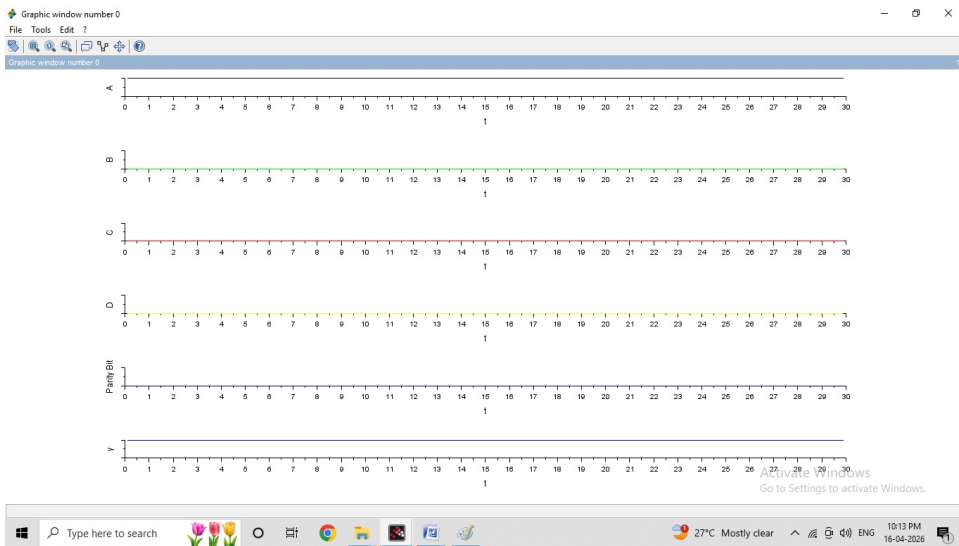 Graphic window number 0
File Tools Edit ?
Graphic window number 0
A
0 1 2 3 4 5 6 7 8 9 10 11 12 13 14 15 16 17 18 19 20 21 22 23 24 25 26 27 28 29 30
t
B
0 1 2 3 4 5 6 7 8 9 10 11 12 13 14 15 16 17 18 19 20 21 22 23 24 25 26 27 28 29 30
t
C
0 1 2 3 4 5 6 7 8 9 10 11 12 13 14 15 16 17 18 19 20 21 22 23 24 25 26 27 28 29 30
t
D
0 1 2 3 4 5 6 7 8 9 10 11 12 13 14 15 16 17 18 19 20 21 22 23 24 25 26 27 28 29 30
t
Parity Bit
0 1 2 3 4 5 6 7 8 9 10 11 12 13 14 15 16 17 18 19 20 21 22 23 24 25 26 27 28 29 30
t
y
0 1 2 3 4 5 6 7 8 9 10 11 12 13 14 15 16 17 18 19 20 21 22 23 24 25 26 27 28 29 30
t
Activate Windows
Go to Settings to activate Windows.
Type here to search
27°C Mostly clear
ENG
10:13 PM
16-04-2026